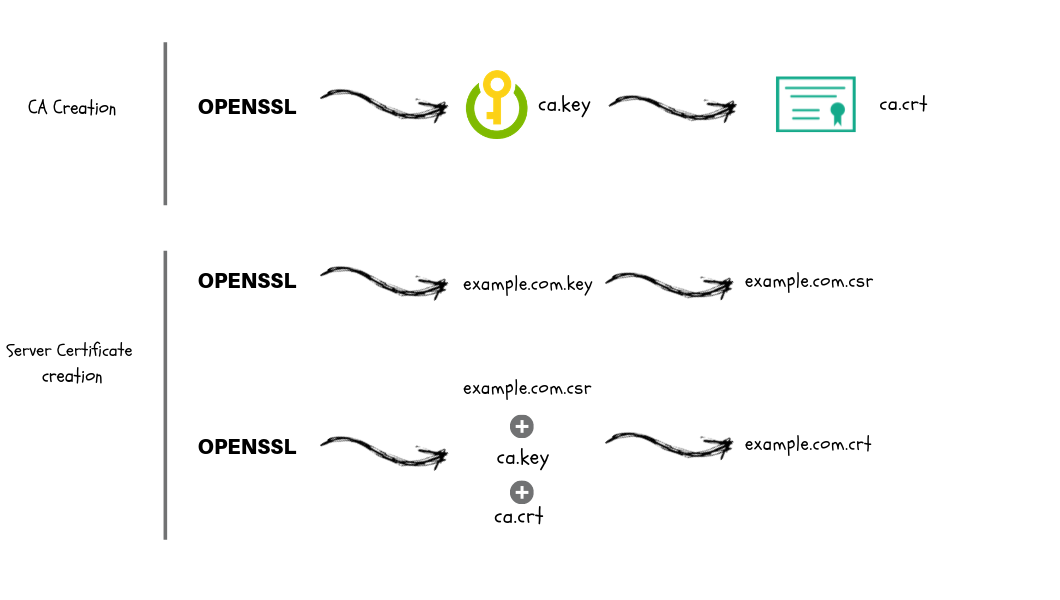 CA Creation
OPENSSL
ca.key
ca.crt
OPENSSL
example.com.key
example.com.csr
Server Certificate
creation
example.com.csr
OPENSSL
ca.key
ca.crt
example.com.crt